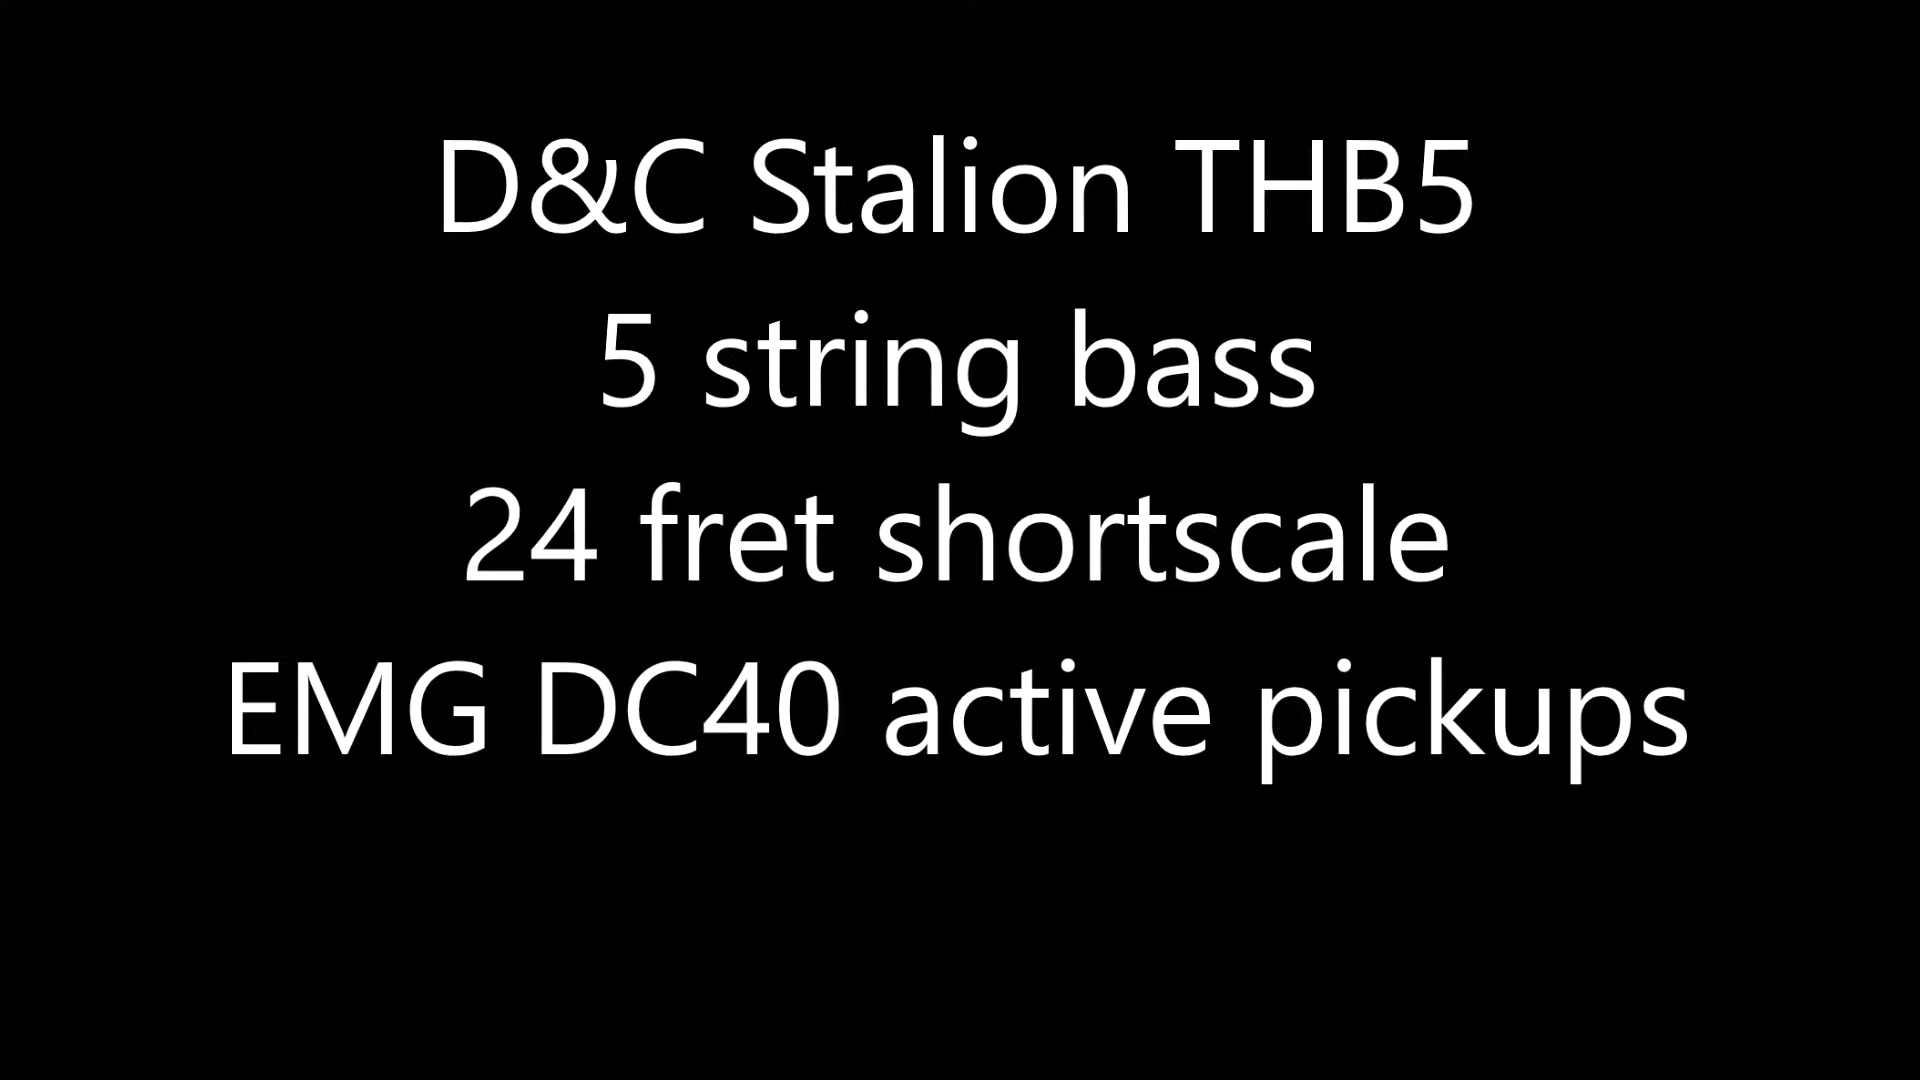 D&C Stalion THB5
5 string bass
24 fret shortscale
EMG DC40 active pickups